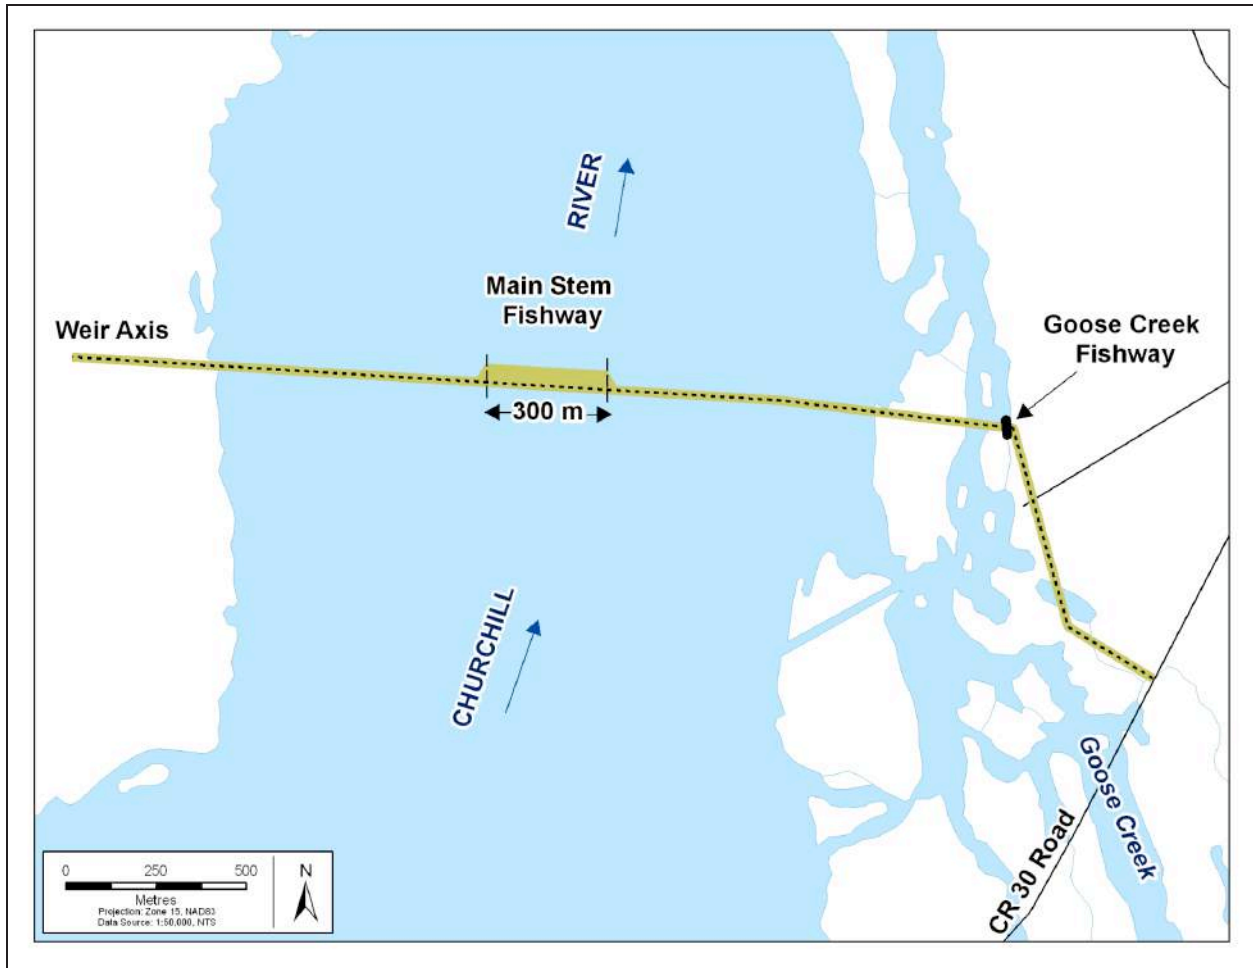 RIVER
Main Stem
Fishway
Weir Axis
Goose Creek
Fishway
300 m
CHURCHILL
Goose Creek
CR 30 Road
0 250 500
Metres
Projection: Zone 15, NAD83
Data Source: 1:50,000, NTS
N